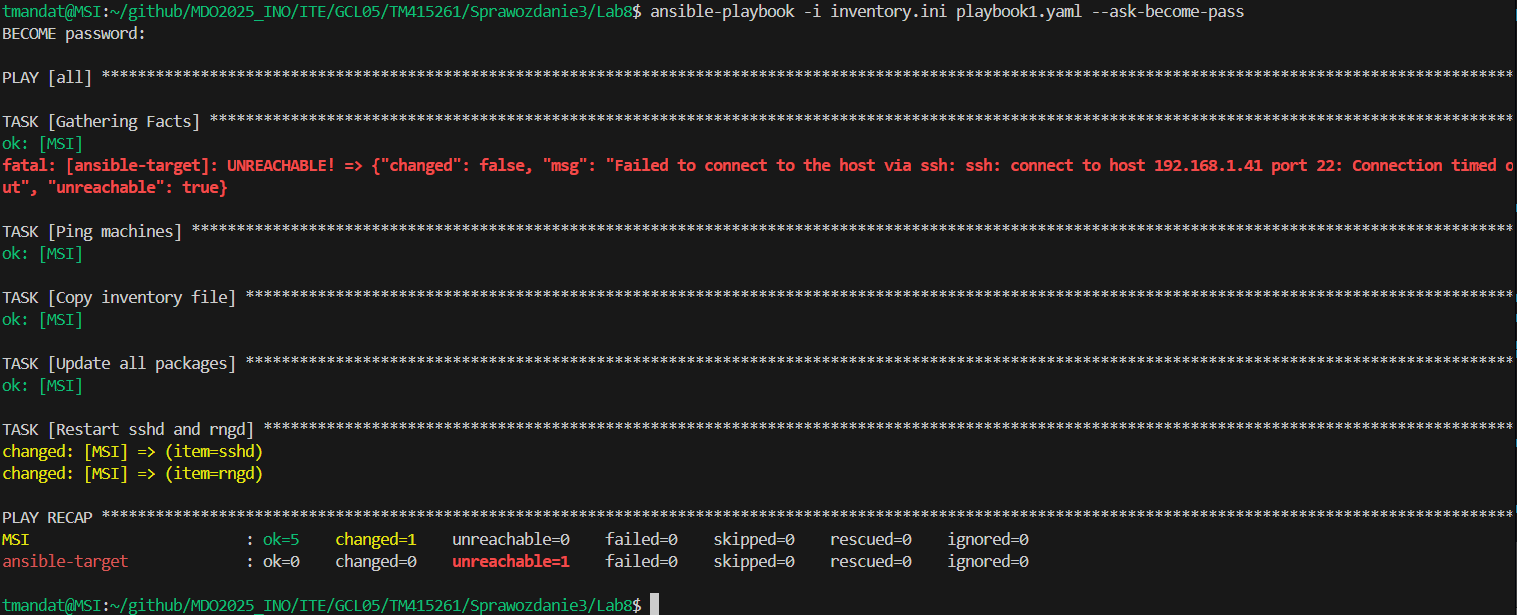 tmandat@MSI:~/github/MDO2025_INO/ITE/GCL05/TM415261/Sprawozdanie3/Lab8$ ansible-playbook -i inventory.ini playbook1.yaml --ask-become-pass
BECOME password:
PLAY [all] ****************************************************************************************************************************************************
TASK [Gathering Facts] ****************************************************************************************************************************************
ok: [MSI]
fatal: [ansible-target]: UNREACHABLE! => {"changed": false, "msg": "Failed to connect to the host via ssh: ssh: connect to host 192.168.1.41 port 22: Connection timed o
ut", "unreachable": true}
TASK [Ping machines] ******************************************************************************************************************************************
ok: [MSI]
TASK [Copy inventory file] ************************************************************************************************************************************
ok: [MSI]
TASK [Update all packages] ************************************************************************************************************************************
ok: [MSI]
TASK [Restart sshd and rngd] **********************************************************************************************************************************
changed: [MSI] => (item=sshd)
changed: [MSI] => (item=rngd)
PLAY RECAP ****************************************************************************************************************************************************
MSI : ok=5 changed=1 unreachable=0 failed=0 skipped=0 rescued=0 ignored=0
ansible-target : ok=0 changed=0 unreachable=1 failed=0 skipped=0 rescued=0 ignored=0
tmandat@MSI:~/github/MDO2025_INO/ITE/GCL05/TM415261/Sprawozdanie3/Lab8$